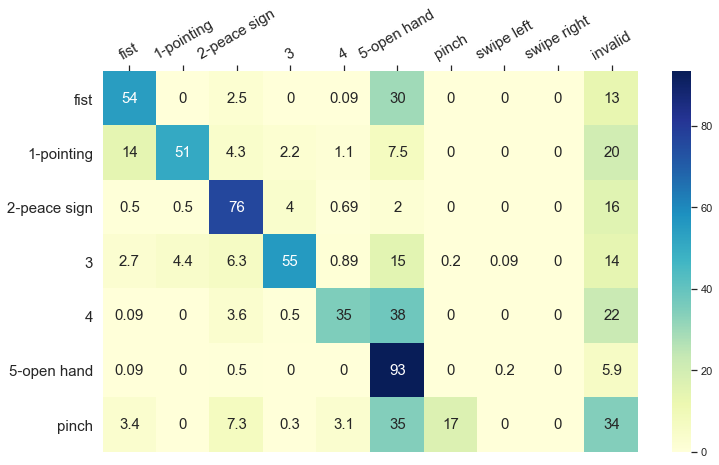 fist 1-pointing 2-peace sign 3 4 5-open hand pinch swipe left swipe right invalid
fist 54 0 2.5 0 0.09 30 0 0 0 13
1-pointing 14 51 4.3 2.2 1.1 7.5 0 0 0 20
2-peace sign 0.5 0.5 76 4 0.69 2 0 0 0 16
3 2.7 4.4 6.3 55 0.89 15 0.2 0.09 0 14
4 0.09 0 3.6 0.5 35 38 0 0 0 22
5-open hand 0.09 0 0.5 0 0 93 0 0.2 0 5.9
pinch 3.4 0 7.3 0.3 3.1 35 17 0 0 34
80
60
40
20
0